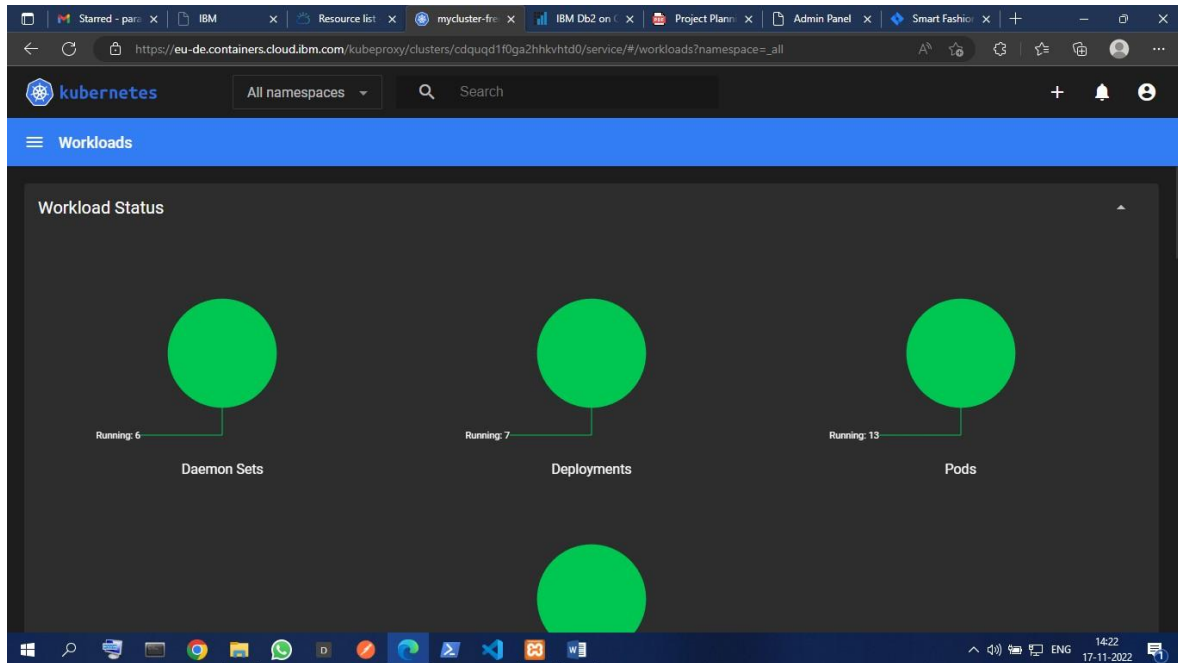 Starred - para
IBM
Resource list
mycluster-fre
IBM Db2 on C
Project Plann
Admin Panel
Smart Fashion
https://eu-de.containers.cloud.ibm.com/kubeproxy/clusters/cdquqd1f0ga2hhkvhtd0/service/#/workloads?namespace=_all
kubernetes
All namespaces
Search
Workloads
Workload Status
Running: 6
Running: 7
Running: 13
Daemon Sets
Deployments
Pods
ENG
14:22
17-11-2022